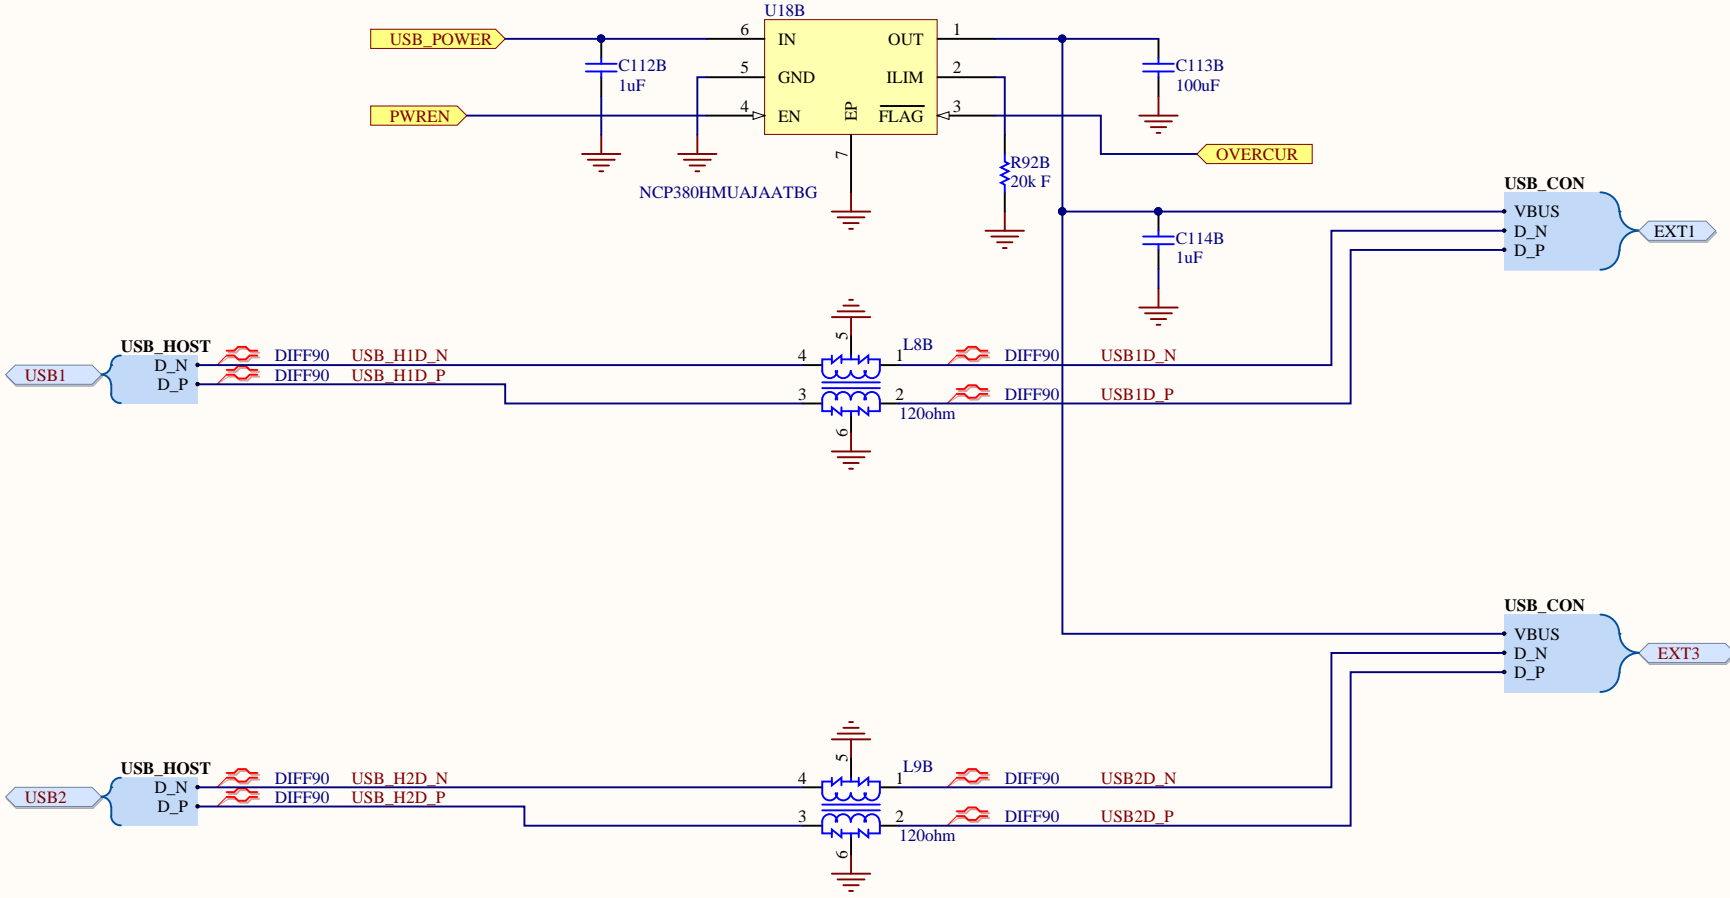 U18B
USB_POWER
6
IN
OUT
1
C112B
1uF
5
GND
ILIM
2
C113B
100uF
PWREN
4
EN
EP
FLAG
3
7
OVERCUR
R92B
20k F
NCP380HMUAJAATBG
USB_CON
VBUS
D_N
D_P
EXT1
C114B
1uF
USB_HOST
D_N
D_P
USB1
DIFF90
USB_H1D_N
DIFF90
USB_H1D_P
5
4
1
L8B
DIFF90
USB1D_N
3
2
120ohm
DIFF90
USB1D_P
6
USB_CON
VBUS
D_N
D_P
EXT3
USB_HOST
D_N
D_P
USB2
DIFF90
USB_H2D_N
DIFF90
USB_H2D_P
5
4
1
L9B
DIFF90
USB2D_N
3
2
120ohm
DIFF90
USB2D_P
6